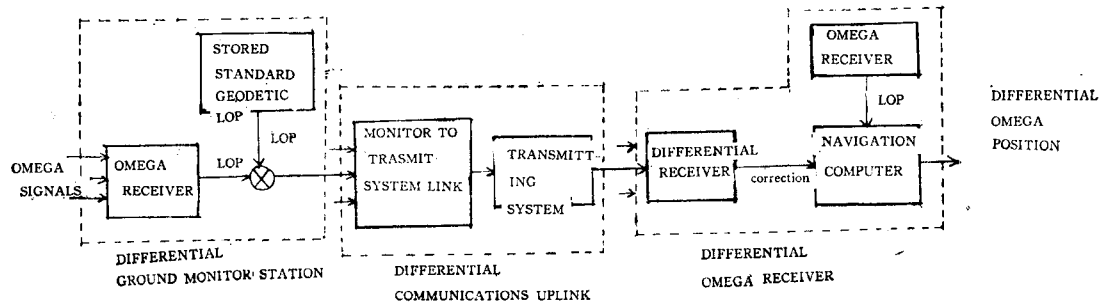 STORED
STANDARD
GEODETIC
LOP
LOP
OMEGA
SIGNALS
OMEGA
RECEIVER
LOP
DIFFERENTIAL
GROUND MONITOR STATION
MONITOR TO
TRASMIT
SYSTEM LINK
TRANSMITT
ING
SYSTEM
DIFFERENTIAL
COMMUNICATIONS UPLINK
OMEGA
RECEIVER
LOP
DIFFERENTIAL
RECEIVER
correction
NAVIGATION
COMPUTER
DIFFERENTIAL
OMEGA RECEIVER
DIFFERENTIAL
OMEGA
POSITION